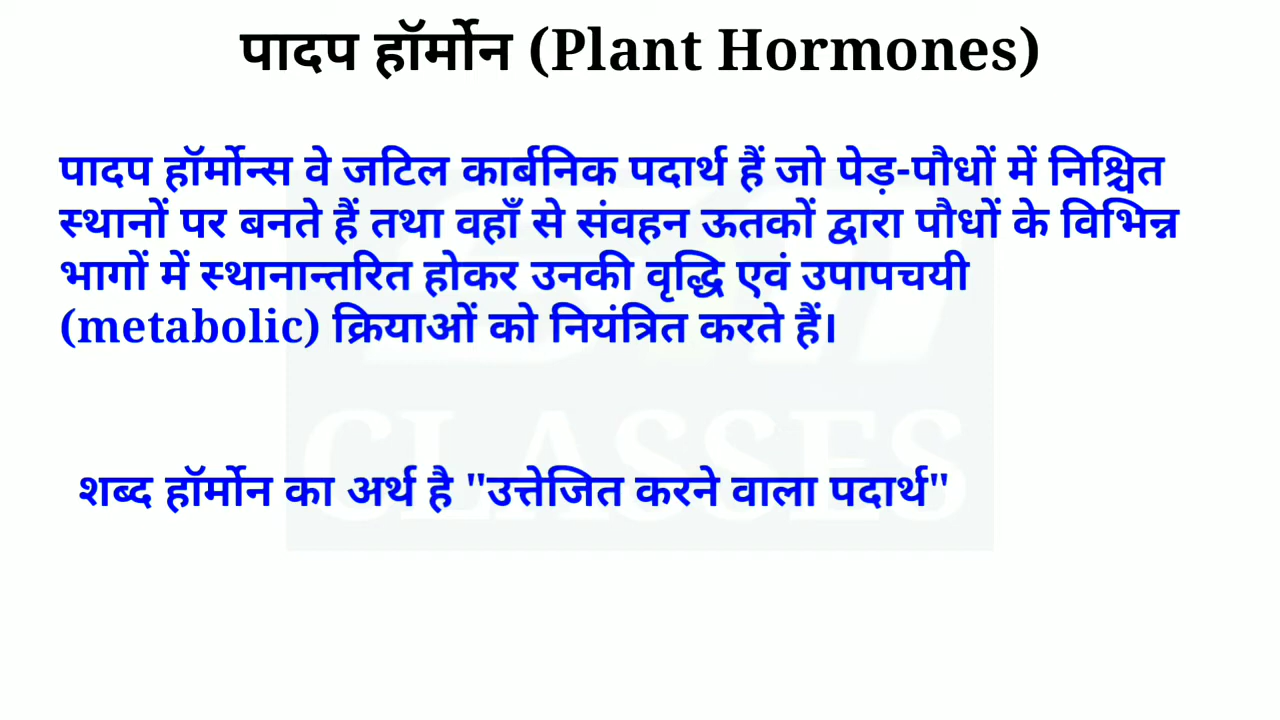 पादप हॉर्मोन (Plant Hormones)
पादप हॉर्मोन्स वे जटिल कार्बनिक पदार्थ हैं जो पेड़-पौधों में निश्चित
स्थानों पर बनते हैं तथा वहाँ से संवहन ऊतकों द्वारा पौधों के विभिन्न
भागों में स्थानान्तरित होकर उनकी वृद्धि एवं उपापचयी
(metabolic) क्रियाओं को नियंत्रित करते हैं।
CLASSES
शब्द हॉर्मोन का अर्थ है "उत्तेजित करने वाला पदार्थ"